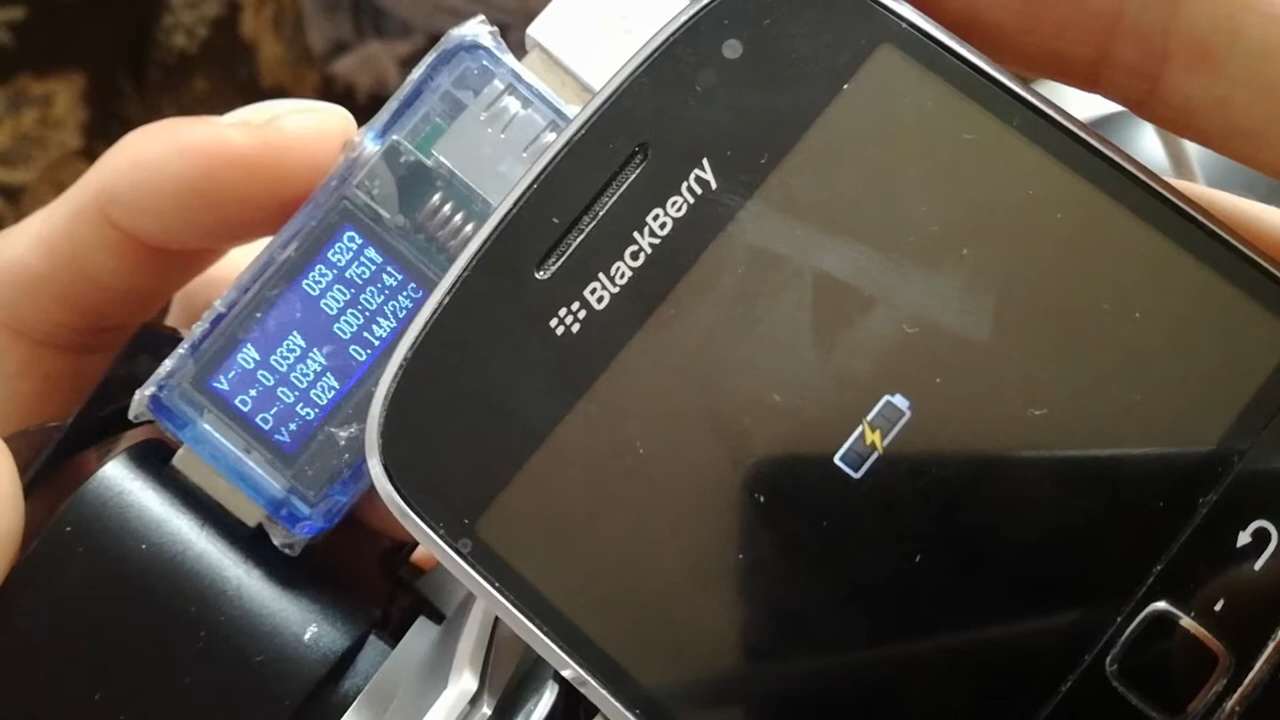 V-:0V
D+:0.033V
D-:0.034V
V+:5.02V
033.52Ω
000.751W
000:02:41
0.14A/24℃
BlackBerry